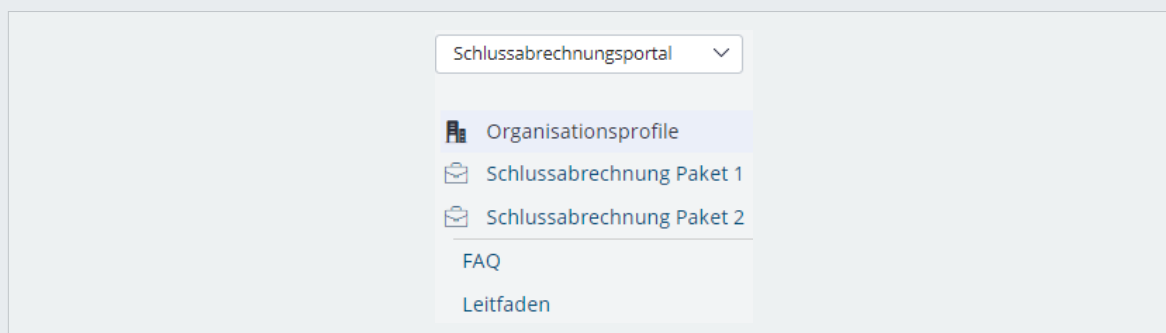 Schlussabrechnungsportal
Organisationsprofile
Schlussabrechnung Paket 1
Schlussabrechnung Paket 2
FAQ
Leitfaden